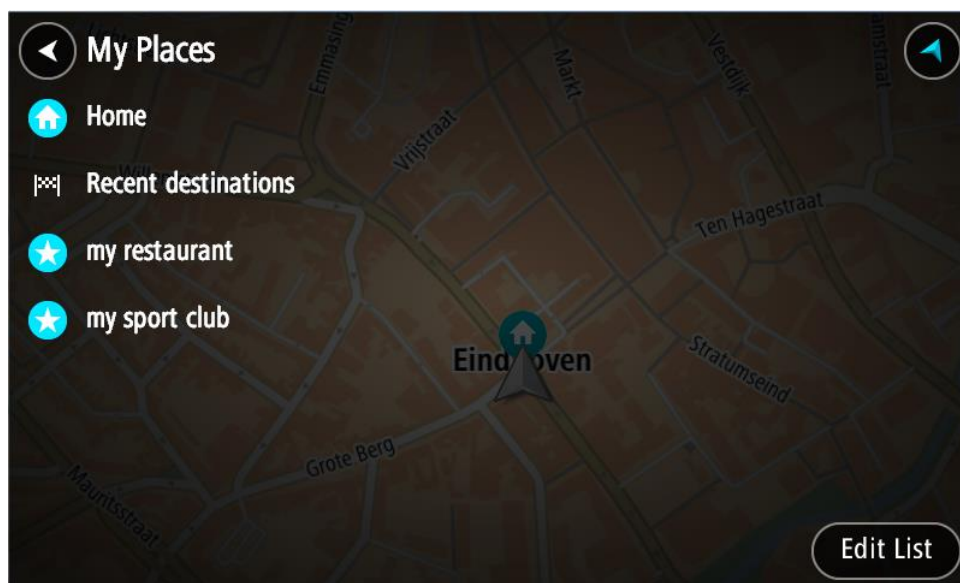 My Places
Home
Recent destinations
my restaurant
my sport club
Emmasing
Markt
Vestdijk
Vrijstraat
Ten Hagestraat
Eindhoven
Stratumseind
Grote Berg
Mauritsstraat
Edit List